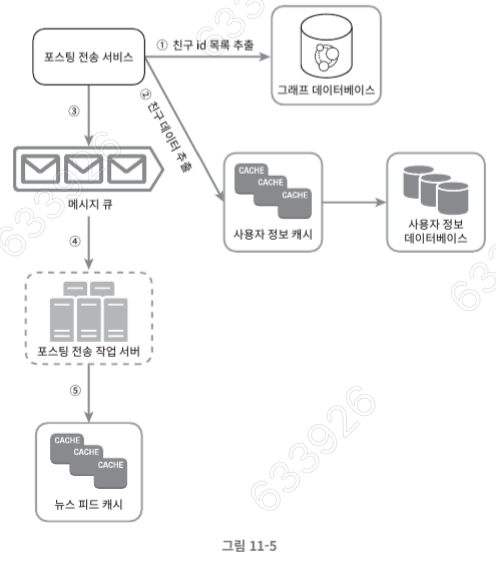 포스팅 전송 서비스
① 친구 id 목록 추출
그래프 데이터베이스
② 친구 데이터 추출
③
메시지 큐
CACHE
CACHE
CACHE
사용자 정보 캐시
사용자 정보
데이터베이스
④
포스팅 전송 작업 서버
⑤
CACHE
CACHE
CACHE
뉴스 피드 캐시
그림 11-5
633926
633926
633926
633926